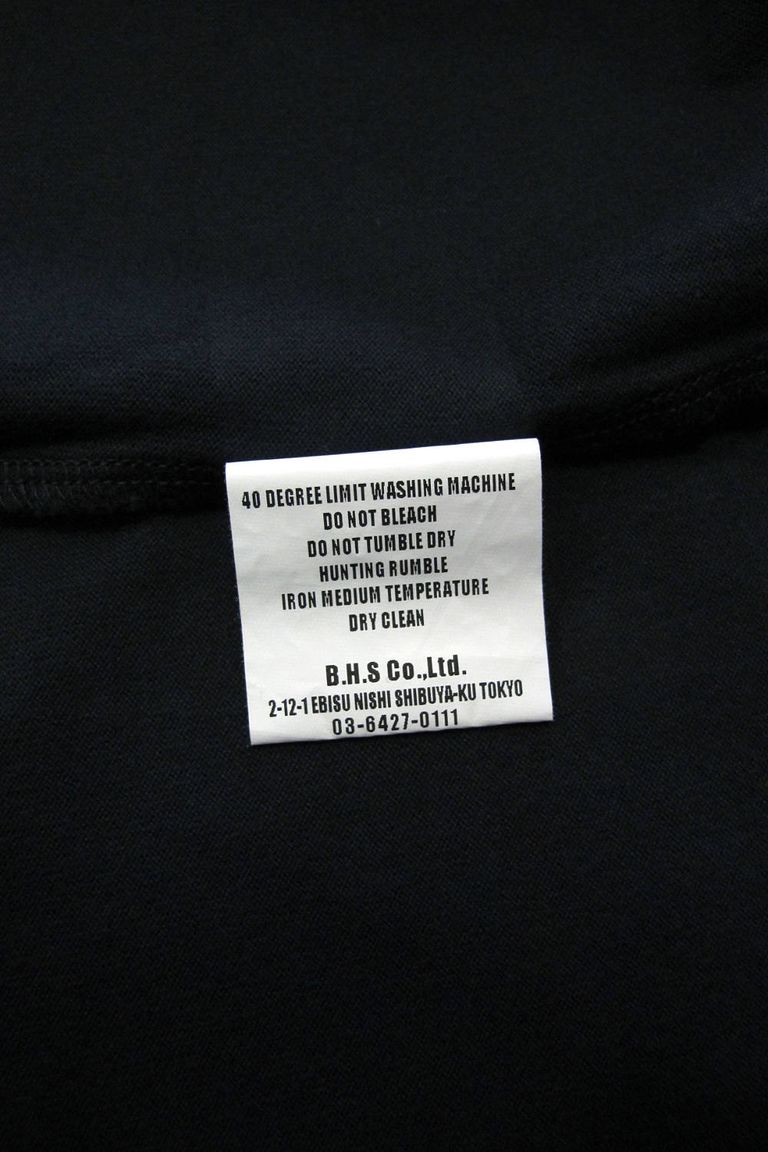 40 DEGREE LIMIT WASHING MACHINE
DO NOT BLEACH
DO NOT TUMBLE DRY
HUNTING RUMBLE
IRON MEDIUM TEMPERATURE
DRY CLEAN
B.H.S Co.,Ltd.
2-12-1 EBISU NISHI SHIBUYA-KU TOKYO
03-6427-0111